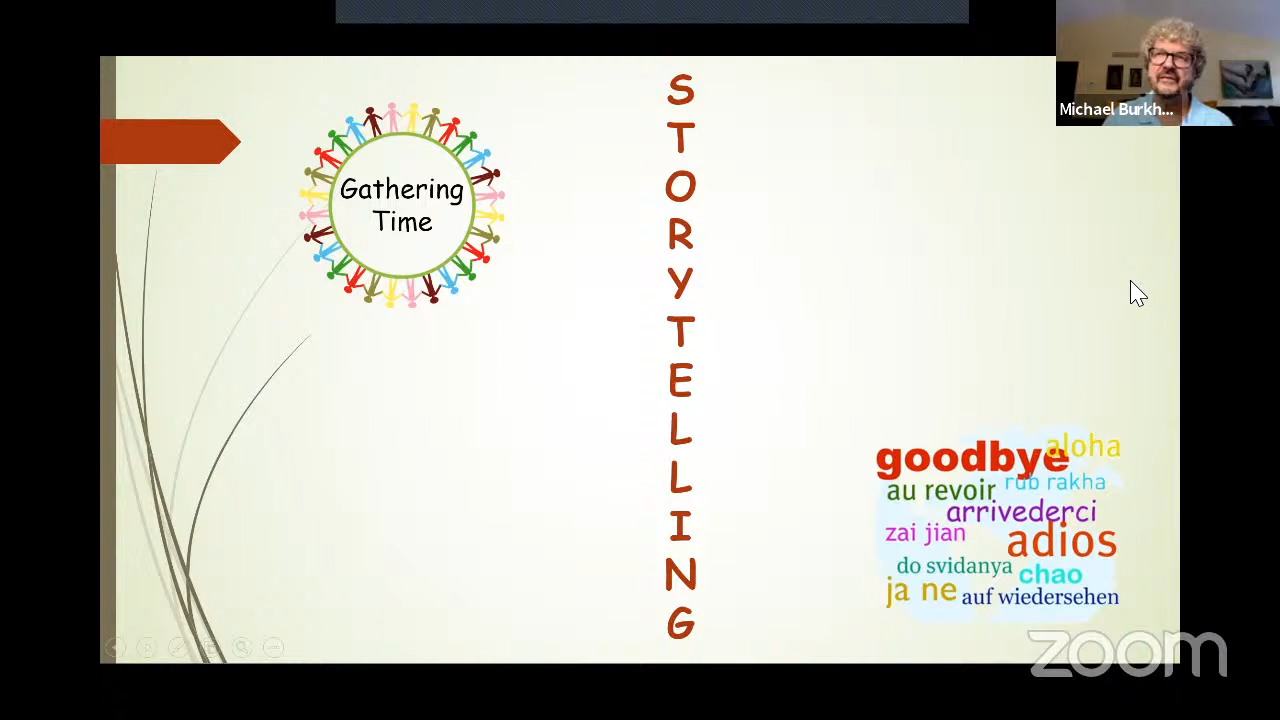 Michael Burkh...
Gathering
Time
S
T
O
R
Y
T
E
L
L
I
N
G
goodbye
aloha
au revoir
rub rakha
arrivederci
zai jian
adios
do svidanya
chao
ja ne
auf wiedersehen
zoom